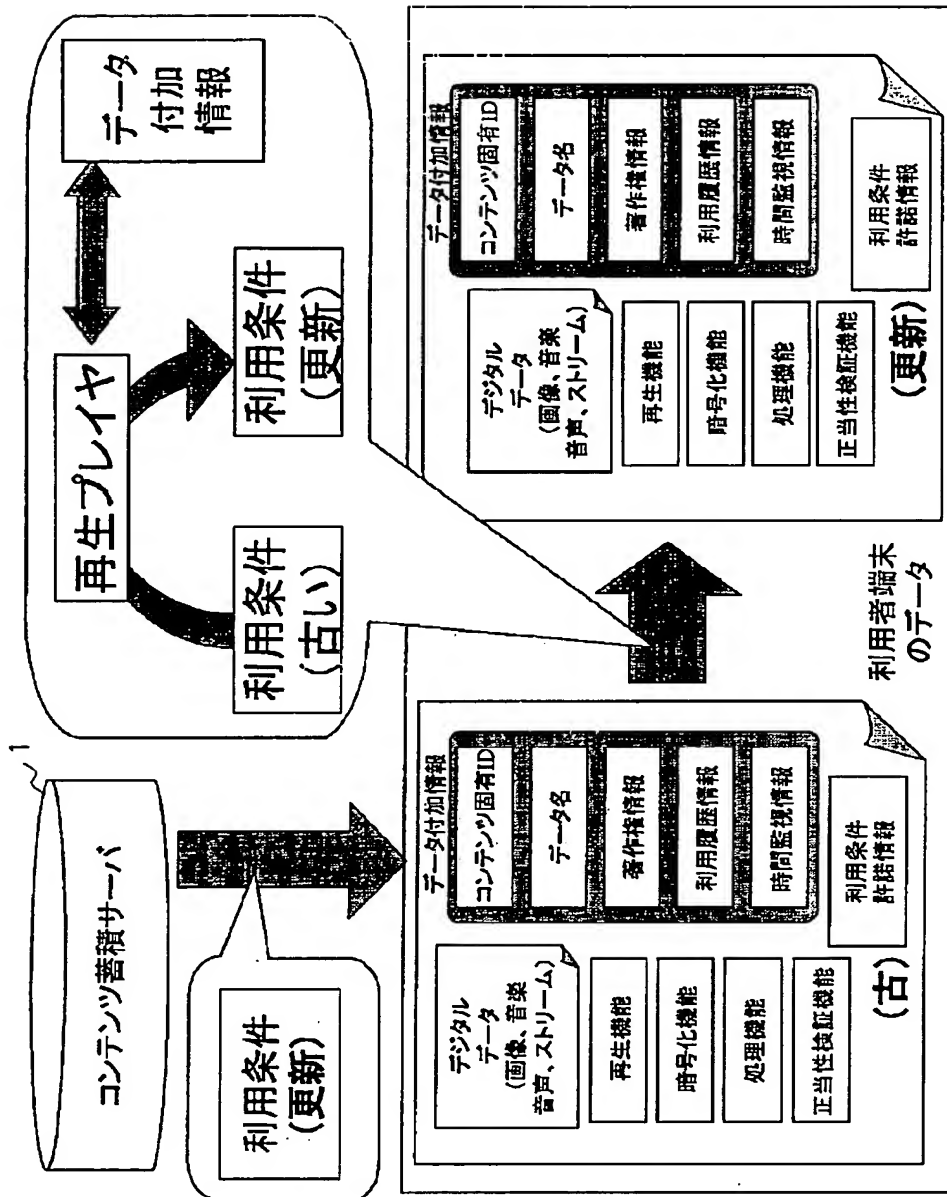 1
コンテンツ蓄積サーバ
利用条件
(更新)
再生プレイヤ
データ
付加
情報
利用条件
(古い)
利用条件
(更新)
データ付加情報
デジタル
データ
(画像、音楽
音声、ストリーム)
コンテンツ固有ID
データ名
著作権情報
利用履歴情報
時間監視情報
再生機能
暗号化機能
処理機能
正当性検証機能
利用条件
許諾情報
(古)
利用者端末
のデータ
データ付加情報
デジタル
データ
(画像、音楽
音声、ストリーム)
コンテンツ固有ID
データ名
著作権情報
利用履歴情報
時間監視情報
再生機能
暗号化機能
処理機能
正当性検証機能
利用条件
許諾情報
(更新)